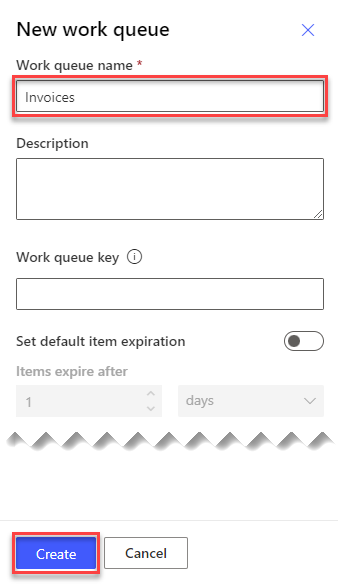 New work queue
Work queue name *
Invoices
Description
Work queue key
Set default item expiration
Items expire after
1 days
Create Cancel